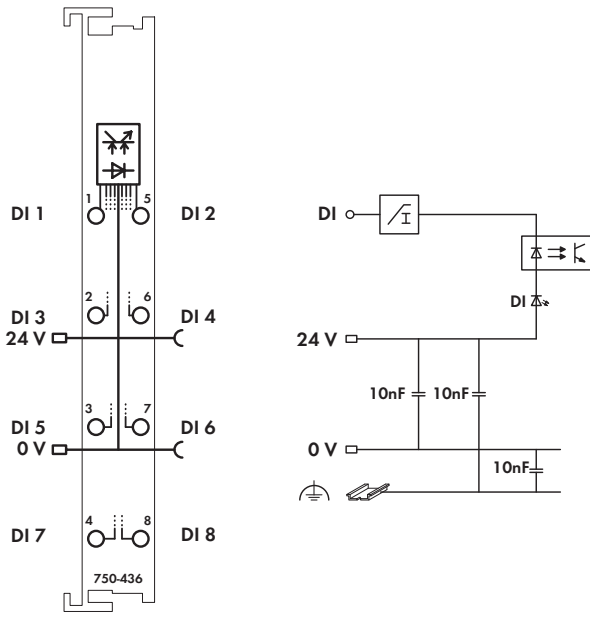 1 5
DI 1 DI 2
2 6
DI 3 DI 4
24 V
3 7
DI 5 DI 6
0 V
4 8
DI 7 DI 8
750-436
DI
I
DI
24 V
10nF 10nF
0 V
10nF